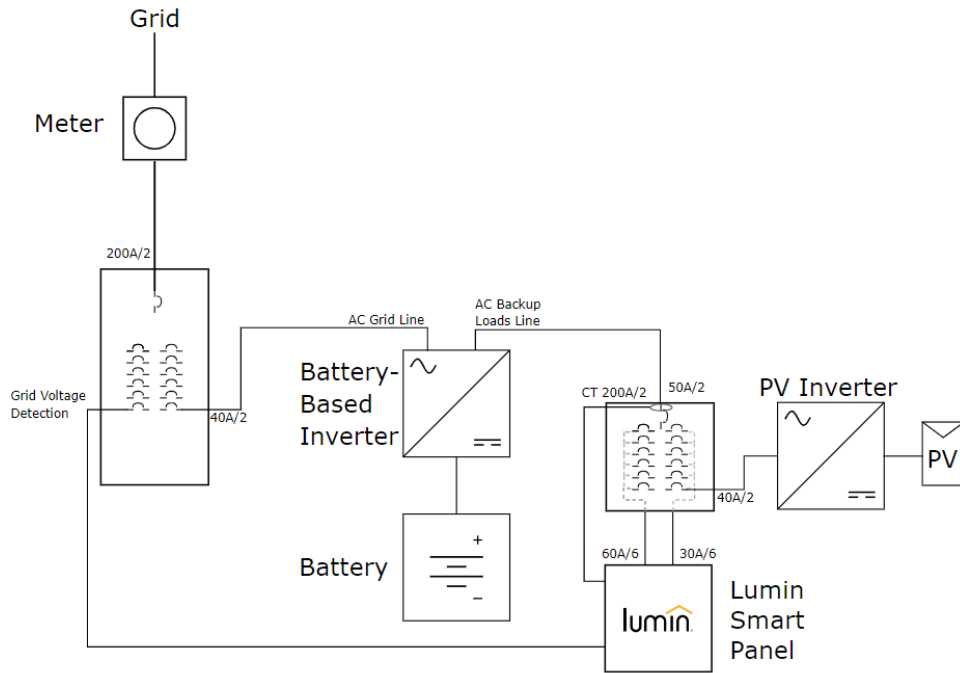 Grid
Meter
200A/2
AC Grid Line
AC Backup
Loads Line
Grid Voltage
Detection
40A/2
Battery-
Based
Inverter
CT 200A/2
50A/2
PV Inverter
PV
40A/2
Battery
+
-
60A/6
30A/6
lumin
Lumin
Smart
Panel